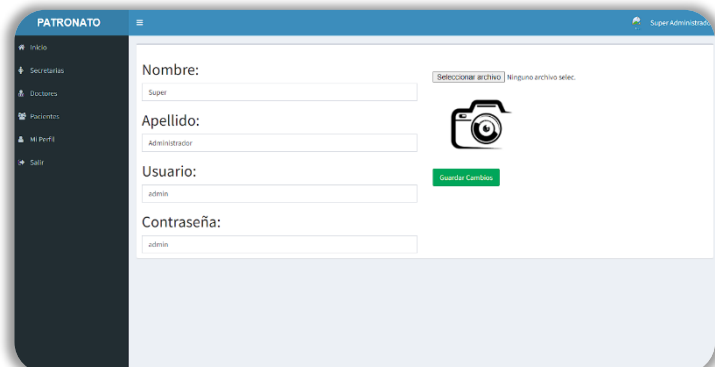 PATRONATO
Super Administrado
Inicio
Secretarias
Doctores
Pacientes
Mi Perfil
Salir
Nombre:
Super
Apellido:
Administrador
Usuario:
admin
Contraseña:
admin
Seleccionar archivo Ninguno archivo selec.
Guardar Cambios